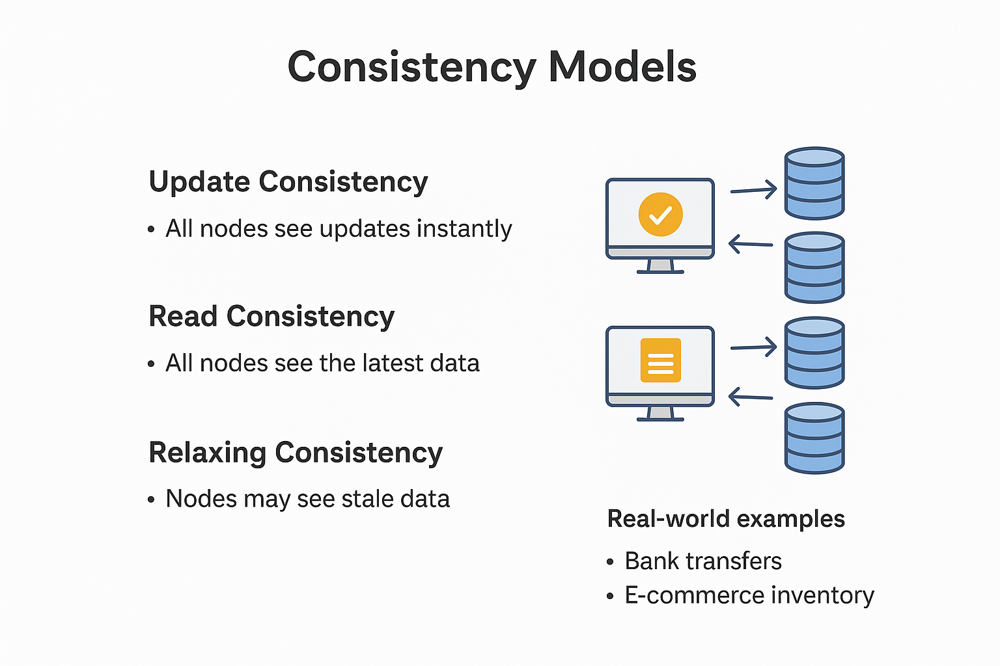 Consistency Models
Update Consistency
• All nodes see updates instantly
Read Consistency
• All nodes see the latest data
Relaxing Consistency
• Nodes may see stale data
Real-world examples
• Bank transfers
• E-commerce inventory